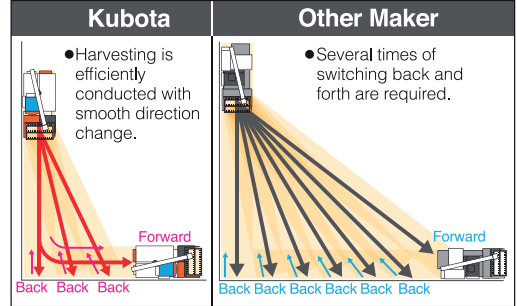 Kubota
Other Maker
●Harvesting is
efficiently
conducted with
smooth direction
change.
Forward
Back Back Back
●Several times of
switching back and
forth are required.
Forward
Back Back Back Back Back Back